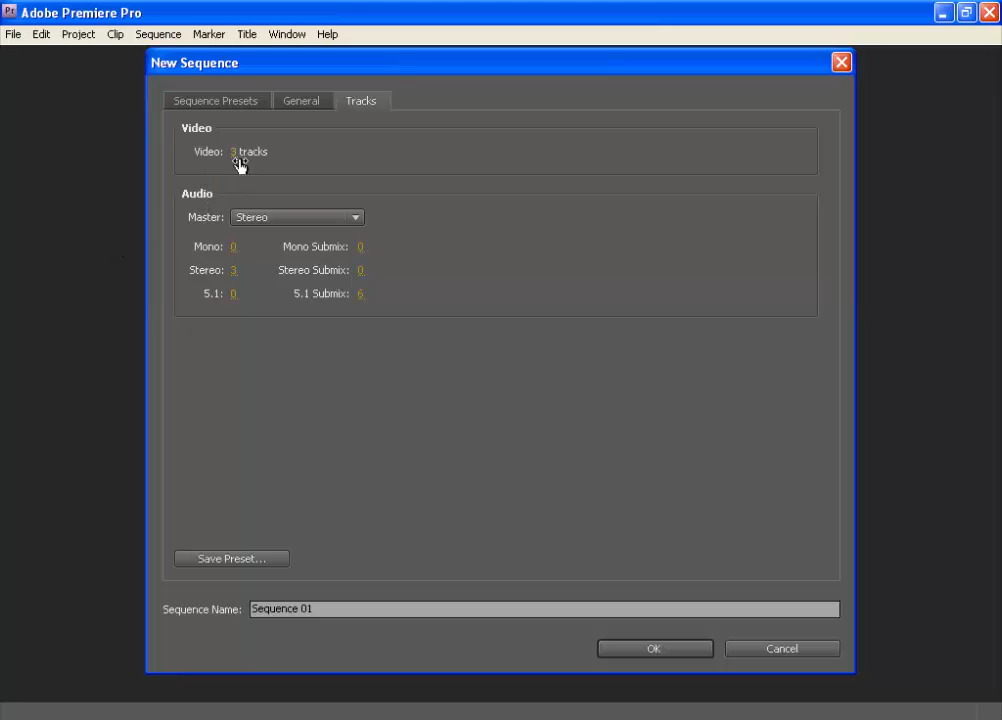 Pr Adobe Premiere Pro
File Edit Project Clip Sequence Marker Title Window Help
New Sequence
Sequence Presets General Tracks
Video
Video: 3 tracks
Audio
Master: Stereo
Mono: 0 Mono Submix: 0
Stereo: 3 Stereo Submix: 0
5.1: 0 5.1 Submix: 6
Save Preset...
Sequence Name: Sequence 01
OK Cancel